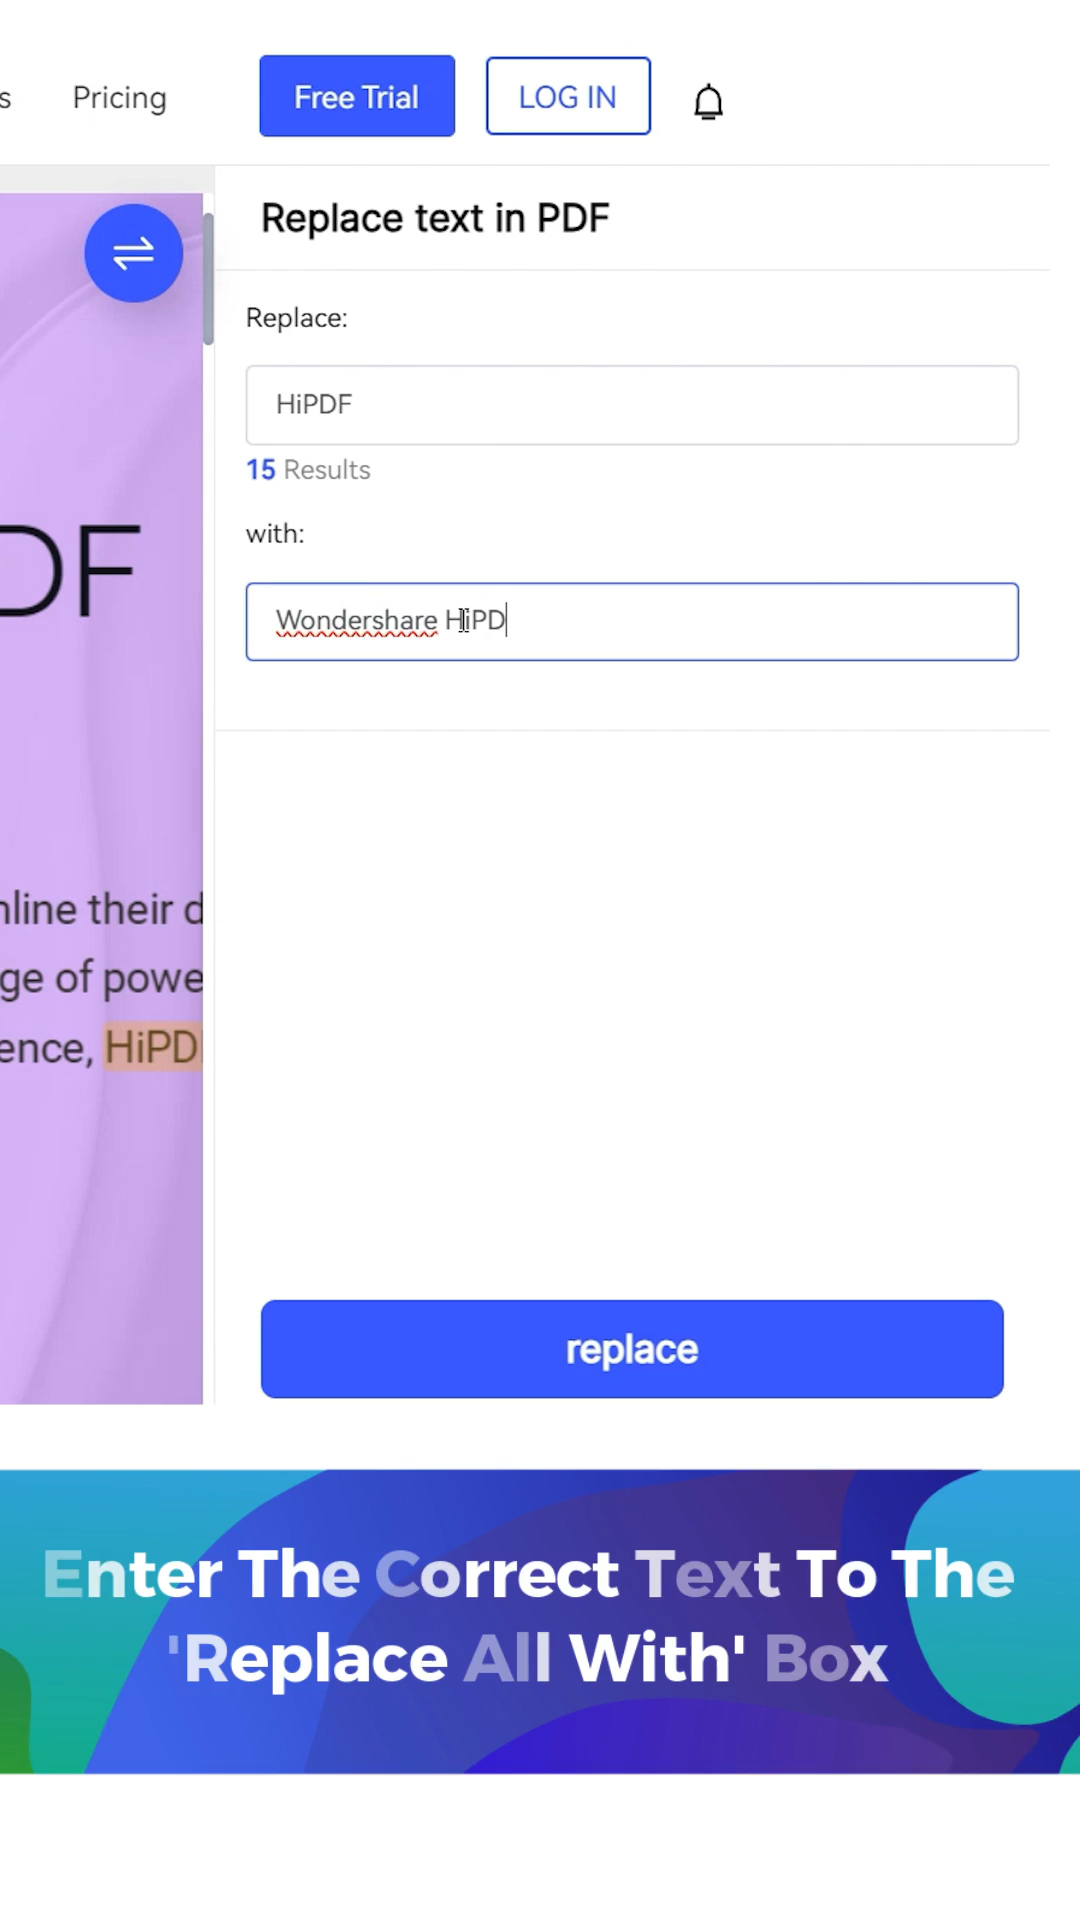 s Pricing Free Trial LOG IN
Replace text in PDF
Replace:
HiPDF
15 Results
with:
Wondershare HiPD
replace
DF
nline their d
ge of powe
ence, HiPD
Enter The Correct Text To The
'Replace All With' Box